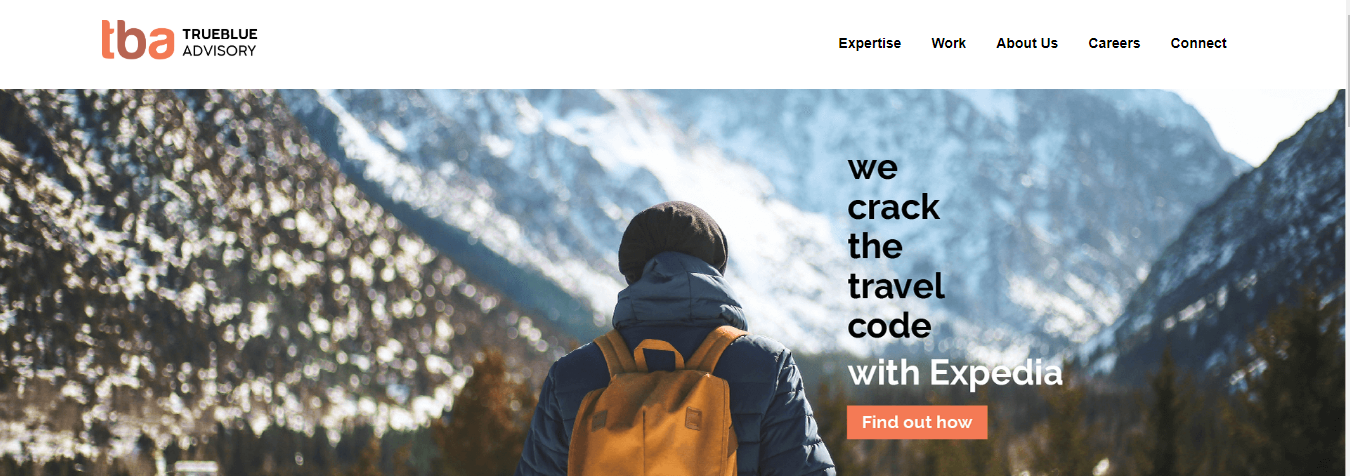 tba
TRUEBLUE
ADVISORY
Expertise
Work
About Us
Careers
Connect
we
crack
the
travel
code
with Expedia
Find out how